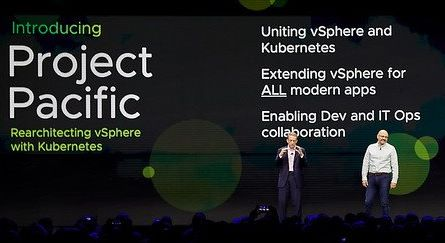 Introducing
Project
Pacific
Rearchitecting vSphere
with Kubernetes
Uniting vSphere and
Kubernetes
Extending vSphere for
ALL modern apps
Enabling Dev and IT Ops
collaboration